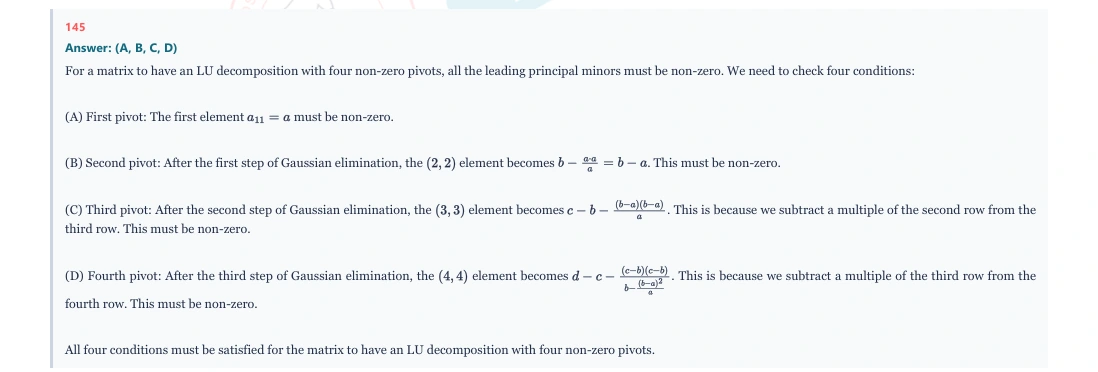 145
Answer: (A, B, C, D)
For a matrix to have an LU decomposition with four non-zero pivots, all the leading principal minors must be non-zero. We need to check four conditions:
(A) First pivot: The first element $a_{11} = a$ must be non-zero.
(B) Second pivot: After the first step of Gaussian elimination, the $(2, 2)$ element becomes $b - \frac{a \cdot a}{a} = b - a$. This must be non-zero.
(C) Third pivot: After the second step of Gaussian elimination, the $(3, 3)$ element becomes $c - b - \frac{(b-a)(b-a)}{a}$. This is because we subtract a multiple of the second row from the
third row. This must be non-zero.
(D) Fourth pivot: After the third step of Gaussian elimination, the $(4, 4)$ element becomes $d - c - \frac{(c-b)(c-b)}{b-\frac{(b-a)^2}{a}}$. This is because we subtract a multiple of the third row from the
fourth row. This must be non-zero.
All four conditions must be satisfied for the matrix to have an LU decomposition with four non-zero pivots.